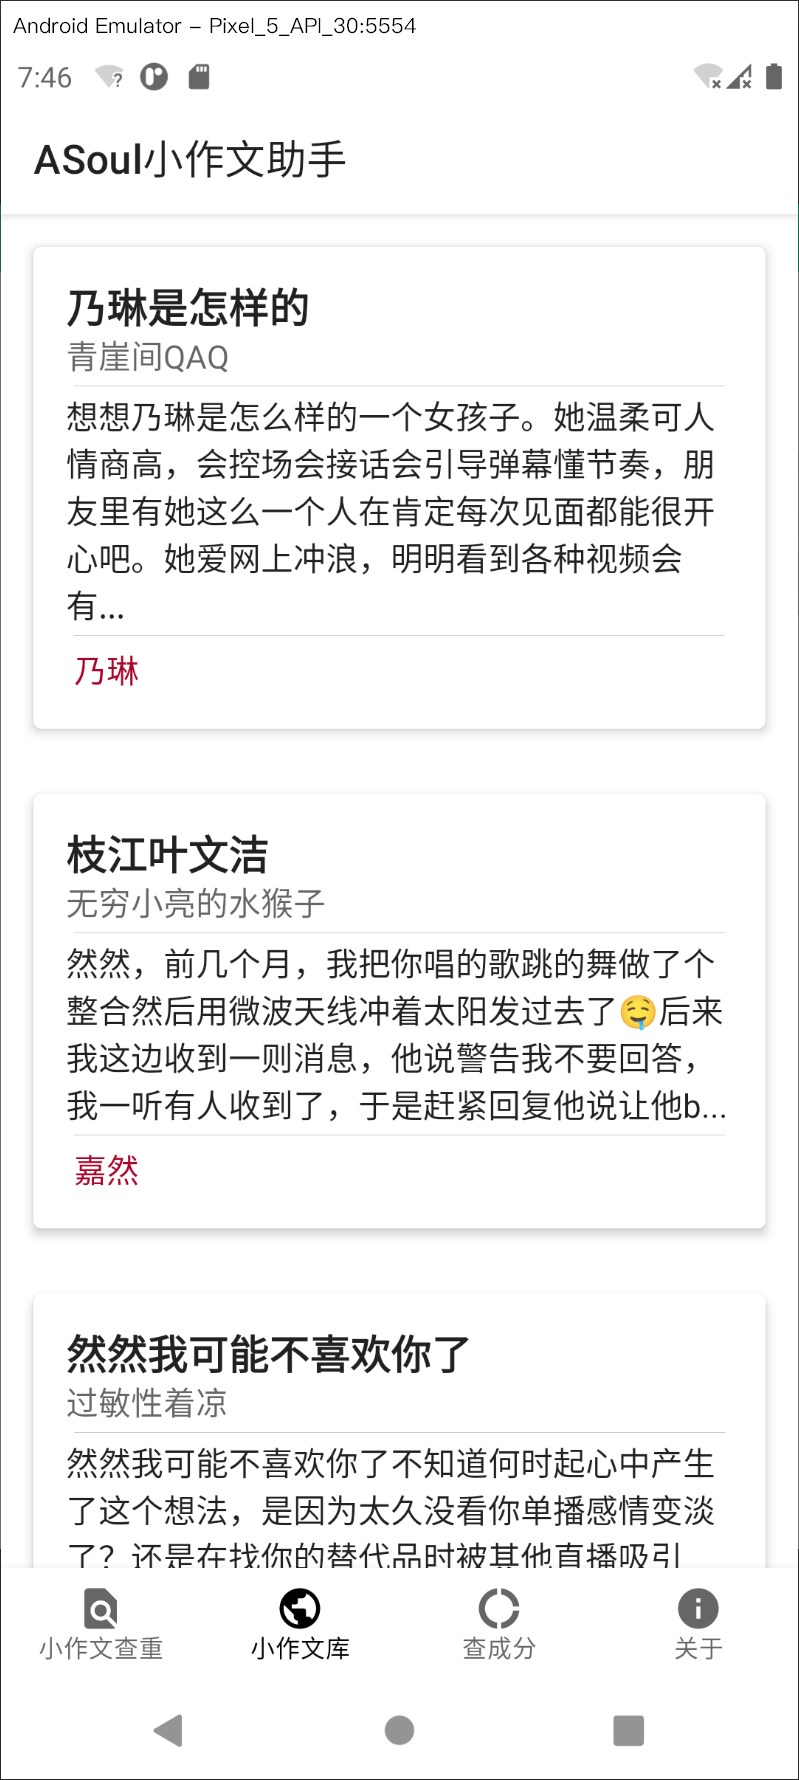 Android Emulator - Pixel_5_API_30:5554
7:46
ASoul小作文助手
乃琳是怎样的
青崖间QAQ
想想乃琳是怎么样的一个女孩子。她温柔可人
情商高，会控场会接话会引导弹幕懂节奏，朋
友里有她这么一个人在肯定每次见面都能很开
心吧。她爱网上冲浪，明明看到各种视频会
有...
乃琳
枝江叶文洁
无穷小亮的水猴子
然然，前几个月，我把你唱的歌跳的舞做了个
整合然后用微波天线冲着太阳发过去了🤤后来
我这边收到一则消息，他说警告我不要回答，
我一听有人收到了，于是赶紧回复他说让他b...
嘉然
然然我可能不喜欢你了
过敏性着凉
然然我可能不喜欢你了不知道何时起心中产生
了这个想法，是因为太久没看你单播感情变淡
了？还是在找你的替代品时被其他直播吸引
小作文查重
小作文库
查成分
关于